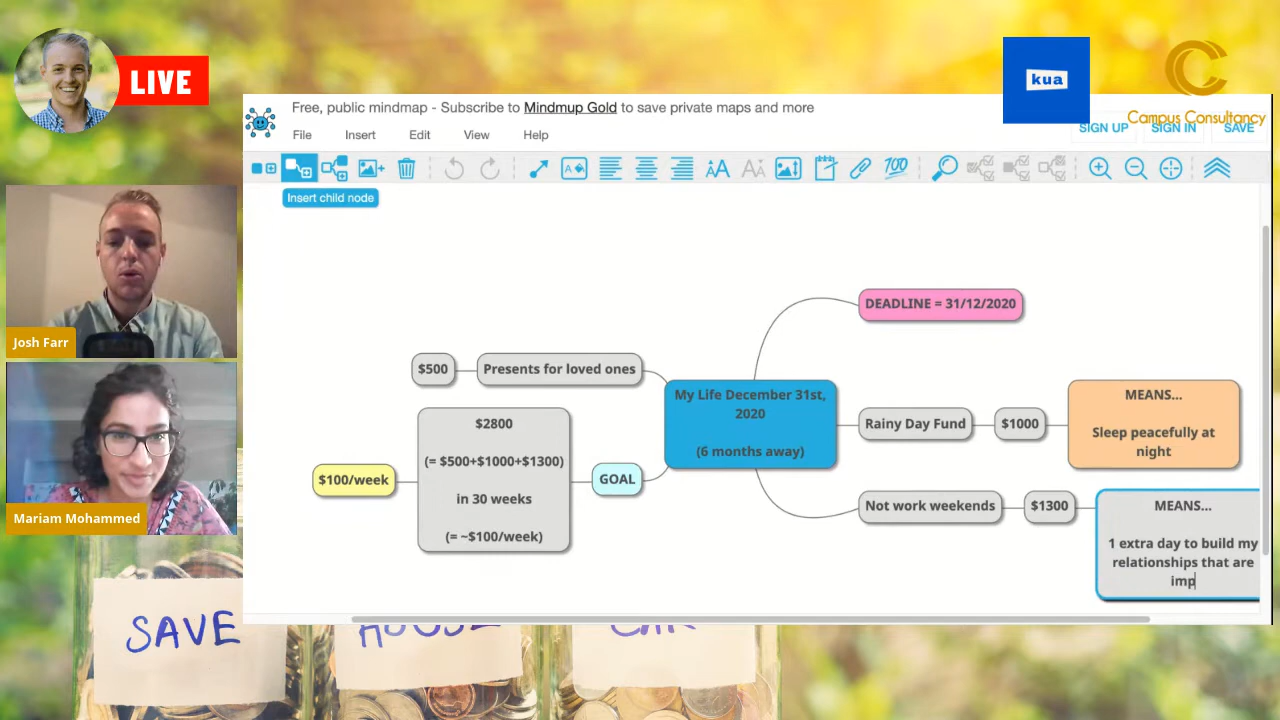 LIVE
kua
Campus Consultancy
Free, public mindmap - Subscribe to Mindmup Gold to save private maps and more
File Insert Edit View Help
SIGN UP SIGN IN SAVE
100
Insert child node
Josh Farr
Mariam Mohammed
DEADLINE = 31/12/2020
$500
Presents for loved ones
My Life December 31st,
2020
(6 months away)
Rainy Day Fund
$1000
MEANS...
Sleep peacefully at
night
$100/week
$2800
(= $500+$1000+$1300)
in 30 weeks
(= ~$100/week)
GOAL
Not work weekends
$1300
MEANS...
1 extra day to build my
relationships that are
imp
SAVE
HOUSE
CAR